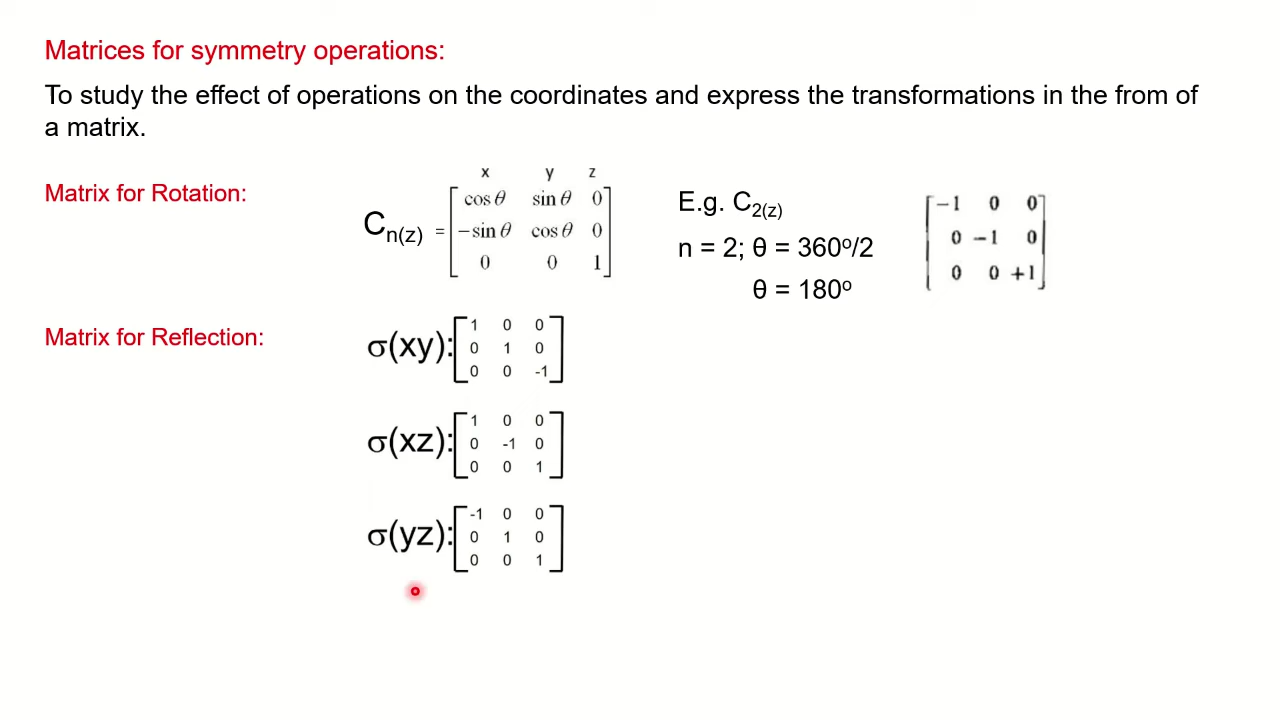 Matrices for symmetry operations:
To study the effect of operations on the coordinates and express the transformations in the from of
a matrix.
Matrix for Rotation:
x y z
Cn(z) = [cos θ sin θ 0
−sin θ cos θ 0
0 0 1]
E.g. C2(z)
n = 2; θ = 360º/2
θ = 180º
[−1 0 0
0 −1 0
0 0 +1]
Matrix for Reflection:
σ(xy): [1 0 0
0 1 0
0 0 -1]
σ(xz): [1 0 0
0 -1 0
0 0 1]
σ(yz): [-1 0 0
0 1 0
0 0 1]